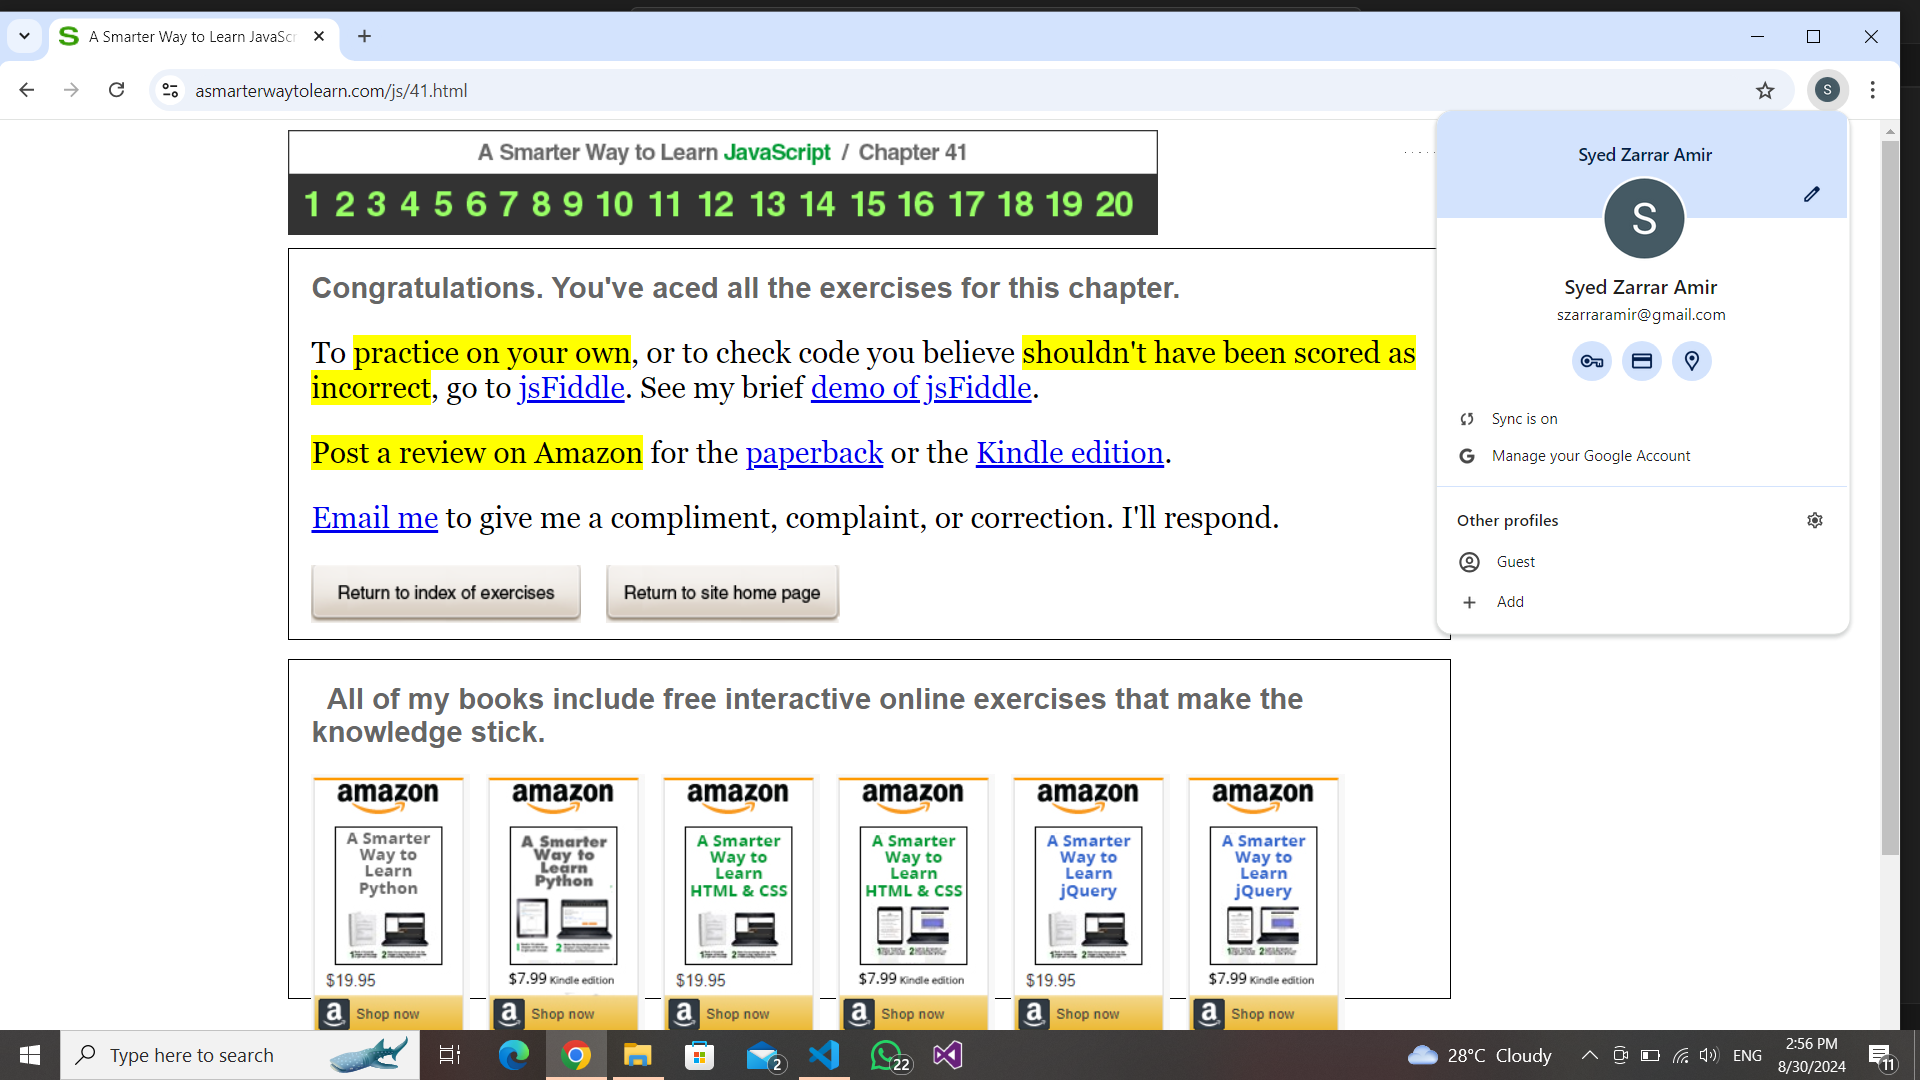 A Smarter Way to Learn JavaScr
asmarterwaytolearn.com/js/41.html
S
A Smarter Way to Learn JavaScript / Chapter 41
1 2 3 4 5 6 7 8 9 10 11 12 13 14 15 16 17 18 19 20
Congratulations. You've aced all the exercises for this chapter.
To practice on your own, or to check code you believe shouldn't have been scored as
incorrect, go to jsFiddle. See my brief demo of jsFiddle.
Post a review on Amazon for the paperback or the Kindle edition.
Email me to give me a compliment, complaint, or correction. I'll respond.
Return to index of exercises
Return to site home page
Syed Zarrar Amir
S
Syed Zarrar Amir
szarraramir@gmail.com
Sync is on
Manage your Google Account
Other profiles
Guest
Add
All of my books include free interactive online exercises that make the
knowledge stick.
amazon
A Smarter
Way to
Learn
Python
$19.95
Shop now
amazon
A Smarter
Way to
Learn
Python
$7.99 Kindle edition
Shop now
amazon
A Smarter
Way to
Learn
HTML & CSS
$19.95
Shop now
amazon
A Smarter
Way to
Learn
HTML & CSS
$7.99 Kindle edition
Shop now
amazon
A Smarter
Way to
Learn
jQuery
$19.95
Shop now
amazon
A Smarter
Way to
Learn
jQuery
$7.99 Kindle edition
Shop now
Type here to search
2
22
28°C Cloudy
ENG
2:56 PM
8/30/2024
11